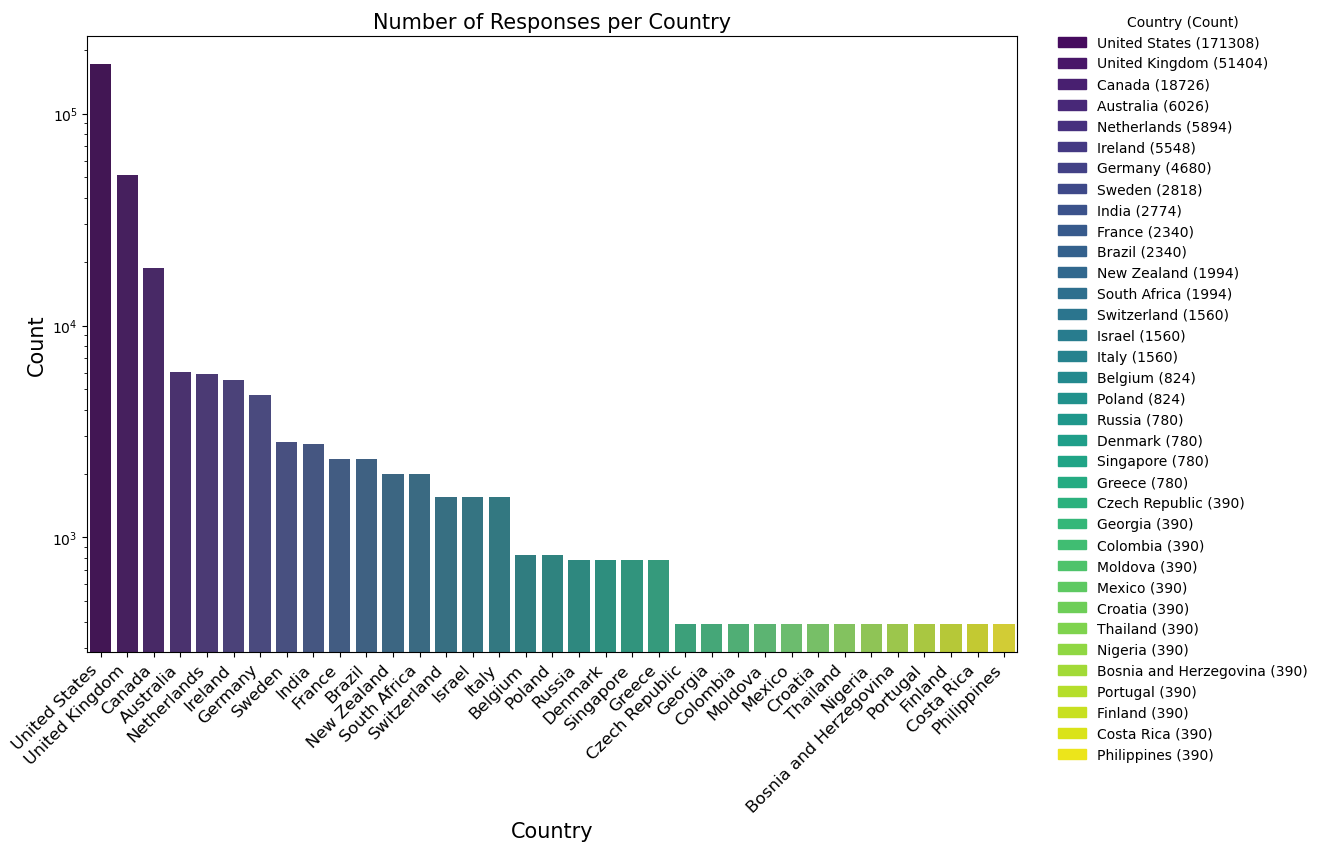 Number of Responses per Country
Count
10^5
10^4
10^3
United States
United Kingdom
Canada
Australia
Netherlands
Ireland
Germany
Sweden
India
France
Brazil
New Zealand
South Africa
Switzerland
Israel
Italy
Belgium
Poland
Russia
Denmark
Singapore
Greece
Czech Republic
Georgia
Colombia
Moldova
Mexico
Croatia
Thailand
Nigeria
Bosnia and Herzegovina
Portugal
Finland
Costa Rica
Philippines
Country
Country (Count)
United States (171308)
United Kingdom (51404)
Canada (18726)
Australia (6026)
Netherlands (5894)
Ireland (5548)
Germany (4680)
Sweden (2818)
India (2774)
France (2340)
Brazil (2340)
New Zealand (1994)
South Africa (1994)
Switzerland (1560)
Israel (1560)
Italy (1560)
Belgium (824)
Poland (824)
Russia (780)
Denmark (780)
Singapore (780)
Greece (780)
Czech Republic (390)
Georgia (390)
Colombia (390)
Moldova (390)
Mexico (390)
Croatia (390)
Thailand (390)
Nigeria (390)
Bosnia and Herzegovina (390)
Portugal (390)
Finland (390)
Costa Rica (390)
Philippines (390)